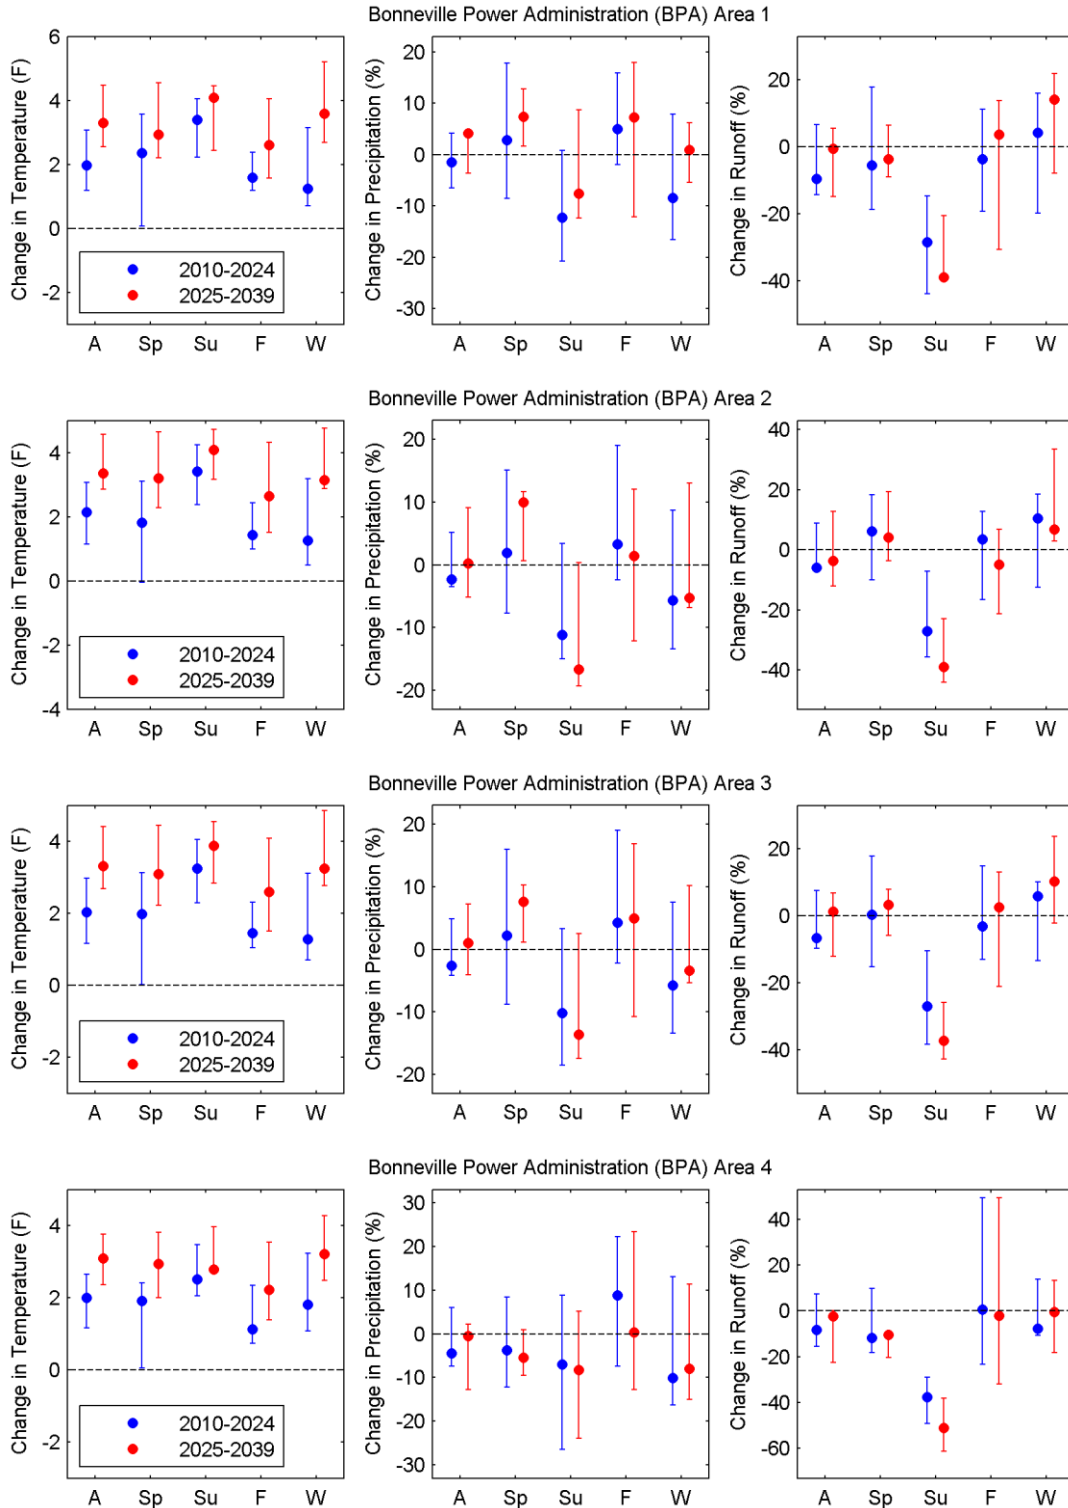 Bonneville Power Administration (BPA) Area 1
Change in Temperature (F)
6
4
2
0
-2
2010-2024
2025-2039
A Sp Su F W
Change in Precipitation (%)
20
10
0
-10
-20
-30
A Sp Su F W
Change in Runoff (%)
20
0
-20
-40
A Sp Su F W
Bonneville Power Administration (BPA) Area 2
Change in Temperature (F)
4
2
0
-2
-4
2010-2024
2025-2039
A Sp Su F W
Change in Precipitation (%)
20
10
0
-10
-20
A Sp Su F W
Change in Runoff (%)
40
20
0
-20
-40
A Sp Su F W
Bonneville Power Administration (BPA) Area 3
Change in Temperature (F)
4
2
0
-2
2010-2024
2025-2039
A Sp Su F W
Change in Precipitation (%)
20
10
0
-10
-20
A Sp Su F W
Change in Runoff (%)
20
0
-20
-40
A Sp Su F W
Bonneville Power Administration (BPA) Area 4
Change in Temperature (F)
4
2
0
-2
2010-2024
2025-2039
A Sp Su F W
Change in Precipitation (%)
30
20
10
0
-10
-20
-30
A Sp Su F W
Change in Runoff (%)
40
20
0
-20
-40
-60
A Sp Su F W